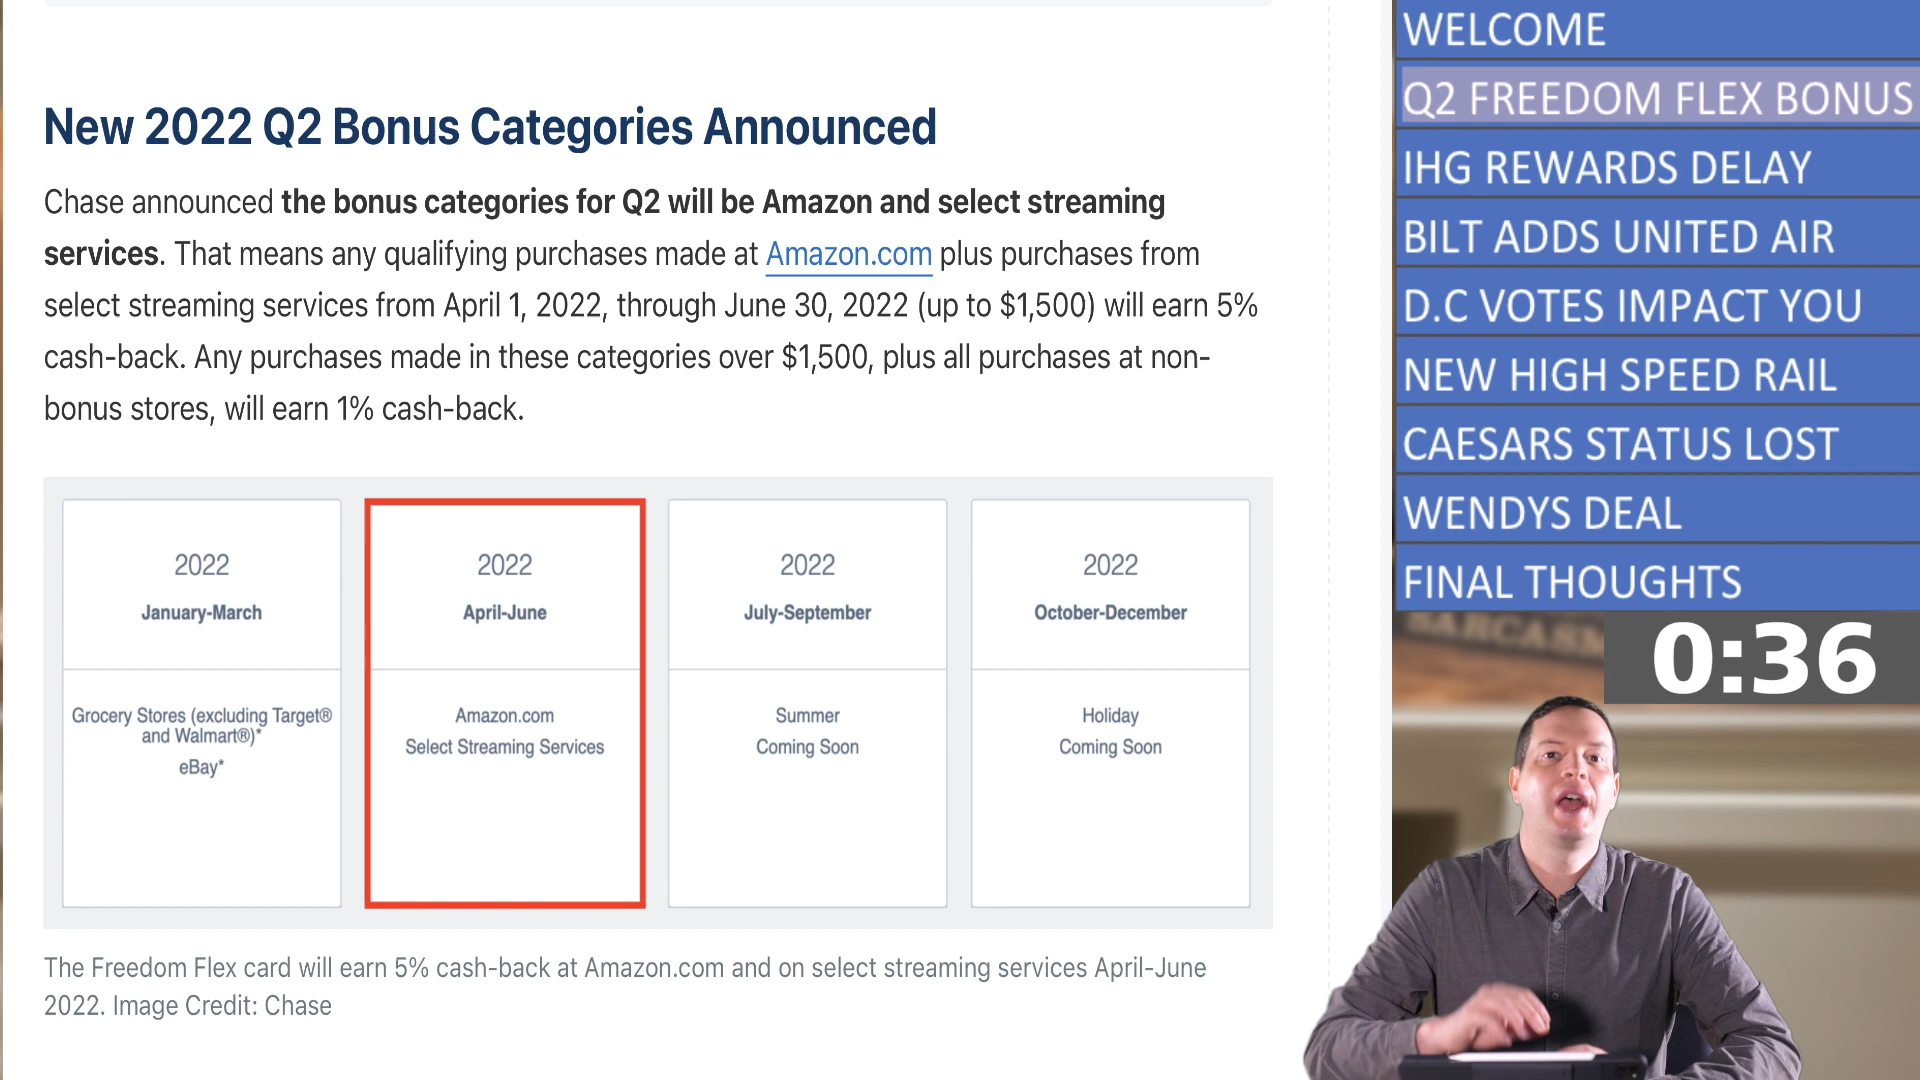 New 2022 Q2 Bonus Categories Announced
Chase announced the bonus categories for Q2 will be Amazon and select streaming
services. That means any qualifying purchases made at Amazon.com plus purchases from
select streaming services from April 1, 2022, through June 30, 2022 (up to $1,500) will earn 5%
cash-back. Any purchases made in these categories over $1,500, plus all purchases at non-
bonus stores, will earn 1% cash-back.
2022
January-March
Grocery Stores (excluding Target®
and Walmart®)*
eBay*
2022
April-June
Amazon.com
Select Streaming Services
2022
July-September
Summer
Coming Soon
2022
October-December
Holiday
Coming Soon
The Freedom Flex card will earn 5% cash-back at Amazon.com and on select streaming services April-June
2022. Image Credit: Chase
WELCOME
Q2 FREEDOM FLEX BONUS
IHG REWARDS DELAY
BILT ADDS UNITED AIR
D.C VOTES IMPACT YOU
NEW HIGH SPEED RAIL
CAESARS STATUS LOST
WENDYS DEAL
FINAL THOUGHTS
SARCASM
0:36